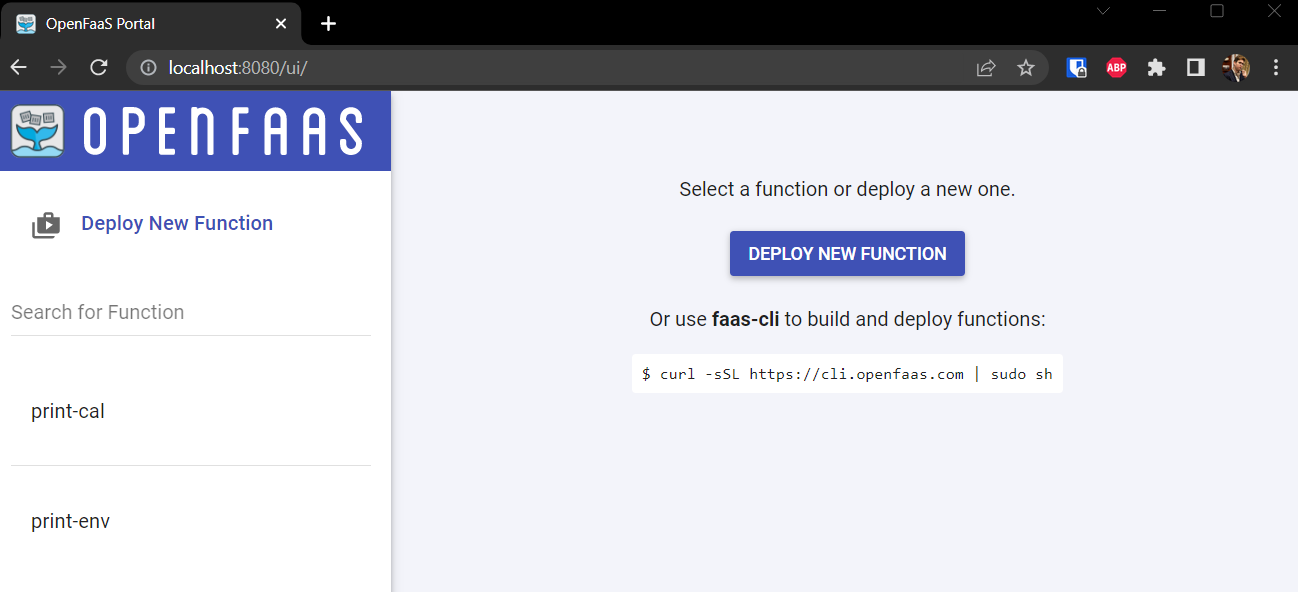 OpenFaaS Portal
localhost:8080/ui/
ABP
OPENFAAS
Deploy New Function
Search for Function
print-cal
print-env
Select a function or deploy a new one.
DEPLOY NEW FUNCTION
Or use faas-cli to build and deploy functions:
$ curl -sSL https://cli.openfaas.com | sudo sh